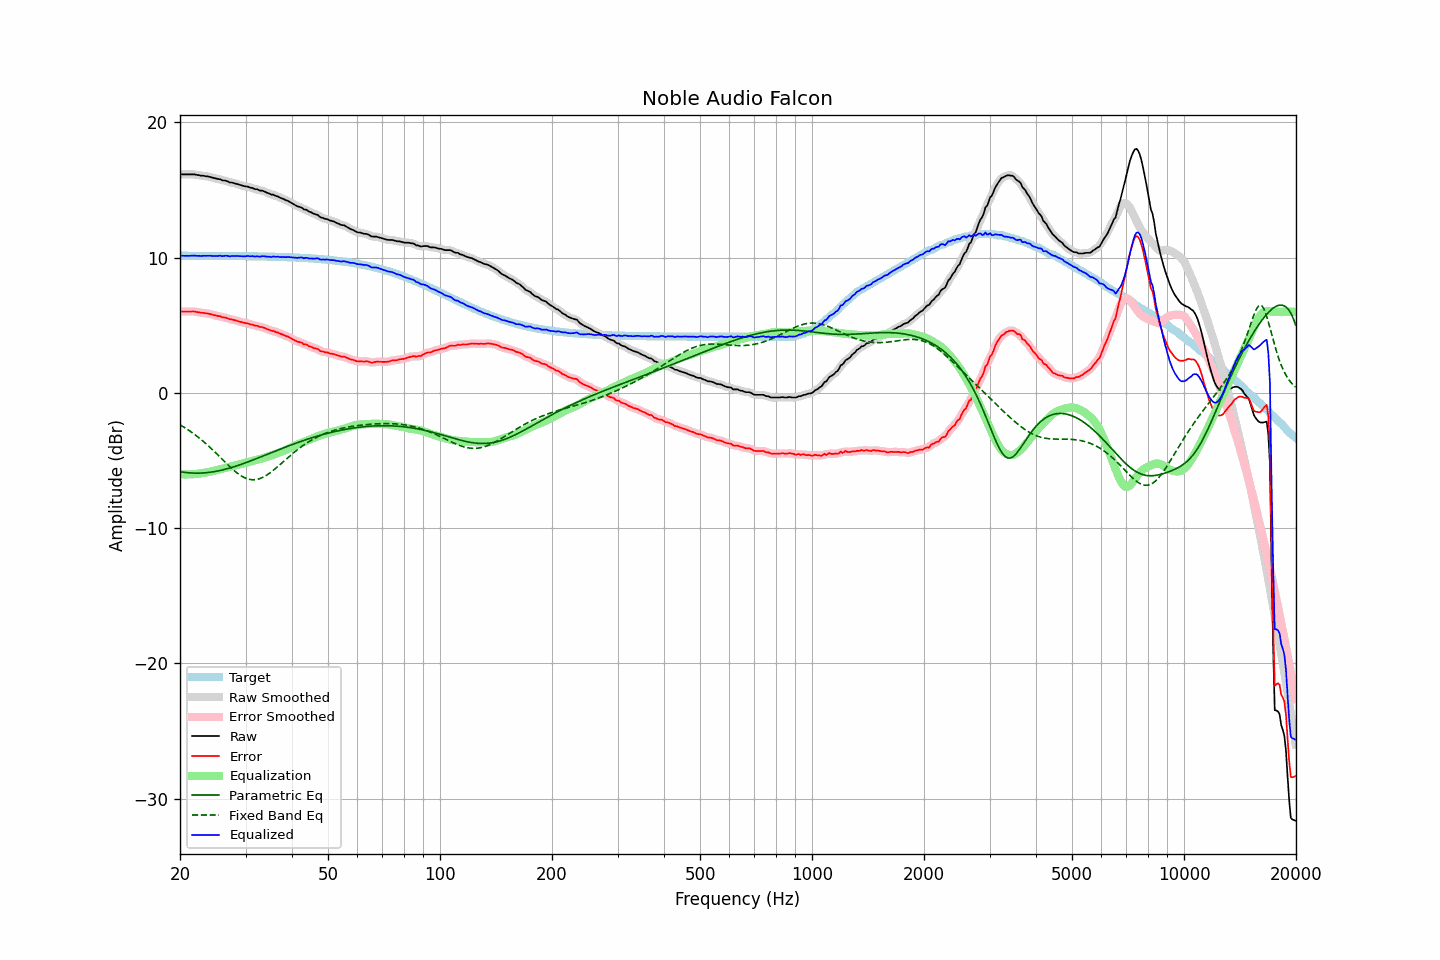 Noble Audio Falcon
20
10
0
−10
−20
−30
Amplitude (dBr)
Target
Raw Smoothed
Error Smoothed
Raw
Error
Equalization
Parametric Eq
Fixed Band Eq
Equalized
20 50 100 200 500 1000 2000 5000 10000 20000
Frequency (Hz)